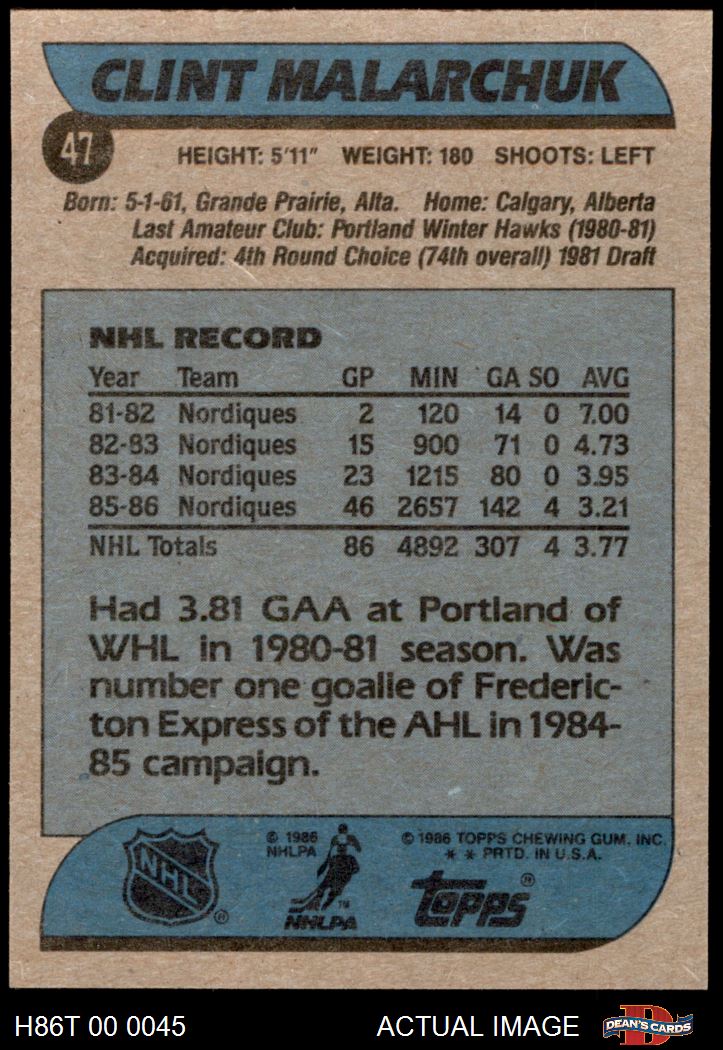 CLINT MALARCHUK
47
HEIGHT: 5'11" WEIGHT: 180 SHOOTS: LEFT
Born: 5-1-61, Grande Prairie, Alta. Home: Calgary, Alberta
Last Amateur Club: Portland Winter Hawks (1980-81)
Acquired: 4th Round Choice (74th overall) 1981 Draft
NHL RECORD
Year Team GP MIN GA SO AVG
81-82 Nordiques 2 120 14 0 7.00
82-83 Nordiques 15 900 71 0 4.73
83-84 Nordiques 23 1215 80 0 3.95
85-86 Nordiques 46 2657 142 4 3.21
NHL Totals 86 4892 307 4 3.77
Had 3.81 GAA at Portland of
WHL in 1980-81 season. Was
number one goalie of Frederic-
ton Express of the AHL in 1984-
85 campaign.
NHL ®
© 1986
NHLPA
™
NHLPA
© 1986 TOPPS CHEWING GUM, INC.
* * PRTD. IN U.S.A.
topps ®
H86T 00 0045 ACTUAL IMAGE
D
DEAN'S CARDS